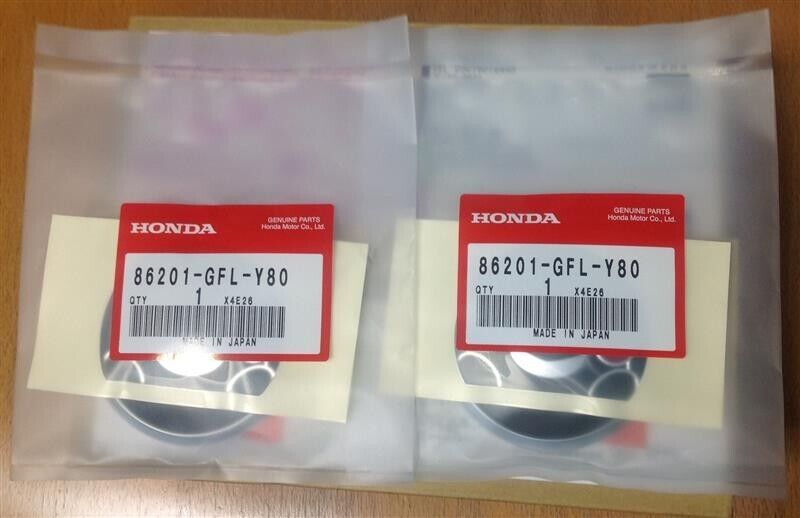 HONDA
GENUINE PARTS
Honda Motor Co., Ltd.
86201-GFL-Y80
QTY 1 X4E26
MADE IN JAPAN
HONDA
GENUINE PARTS
Honda Motor Co., Ltd.
86201-GFL-Y80
QTY 1 X4E26
MADE IN JAPAN